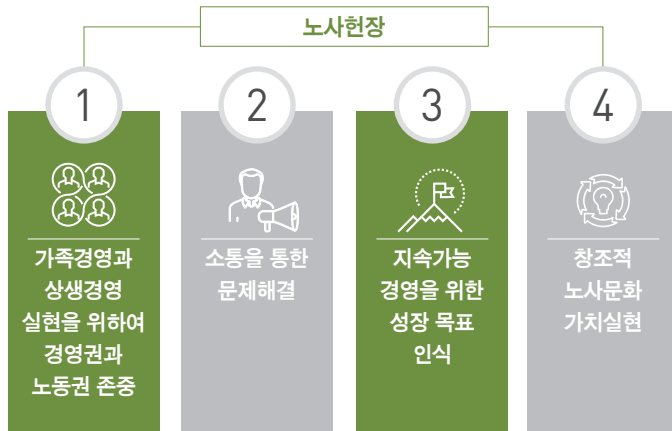 노사헌장
1
가족경영과
상생경영
실현을 위하여
경영권과
노동권 존중
2
소통을 통한
문제해결
3
지속가능
경영을 위한
성장 목표
인식
4
창조적
노사문화
가치실현